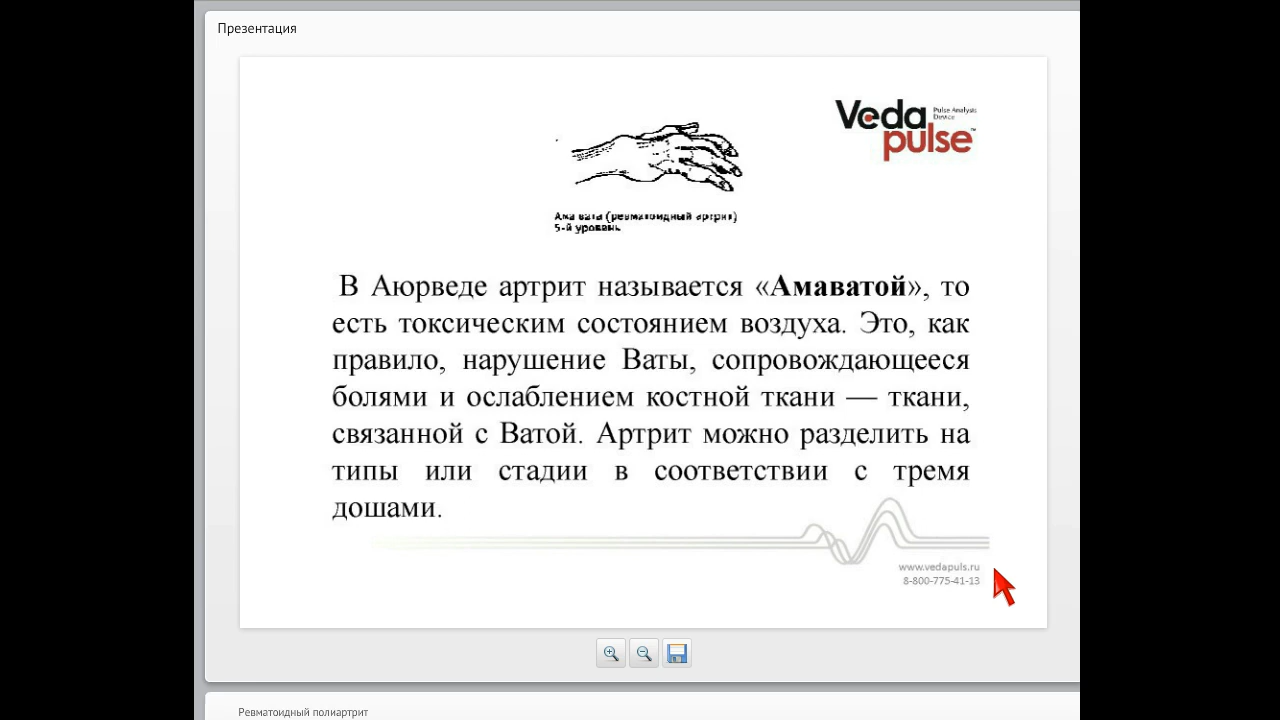 Презентация
Veda
Pulse Analysis
Device
pulse™
Ама вата (ревматоидный артрит)
5-й уровень
В Аюрведе артрит называется «Амаватой», то
есть токсическим состоянием воздуха. Это, как
правило, нарушение Ваты, сопровождающееся
болями и ослаблением костной ткани — ткани,
связанной с Ватой. Артрит можно разделить на
типы или стадии в соответствии с тремя
дошами.
www.vedapuls.ru
8-800-775-41-13
Ревматоидный полиартрит